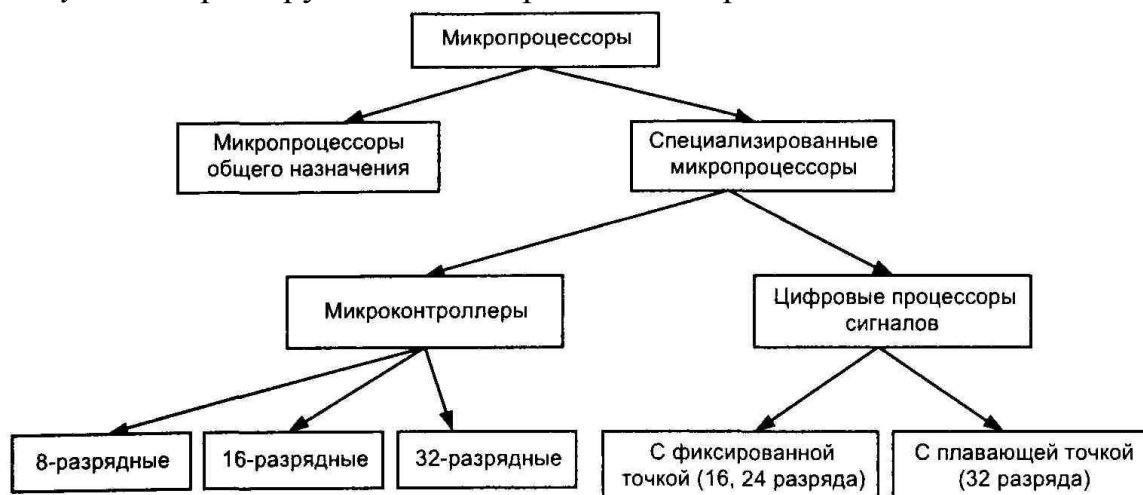 Микропроцессоры
Микропроцессоры
общего назначения
Специализированные
микропроцессоры
Микроконтроллеры
Цифровые процессоры
сигналов
8-разрядные
16-разрядные
32-разрядные
С фиксированной
точкой (16, 24 разряда)
С плавающей точкой
(32 разряда)